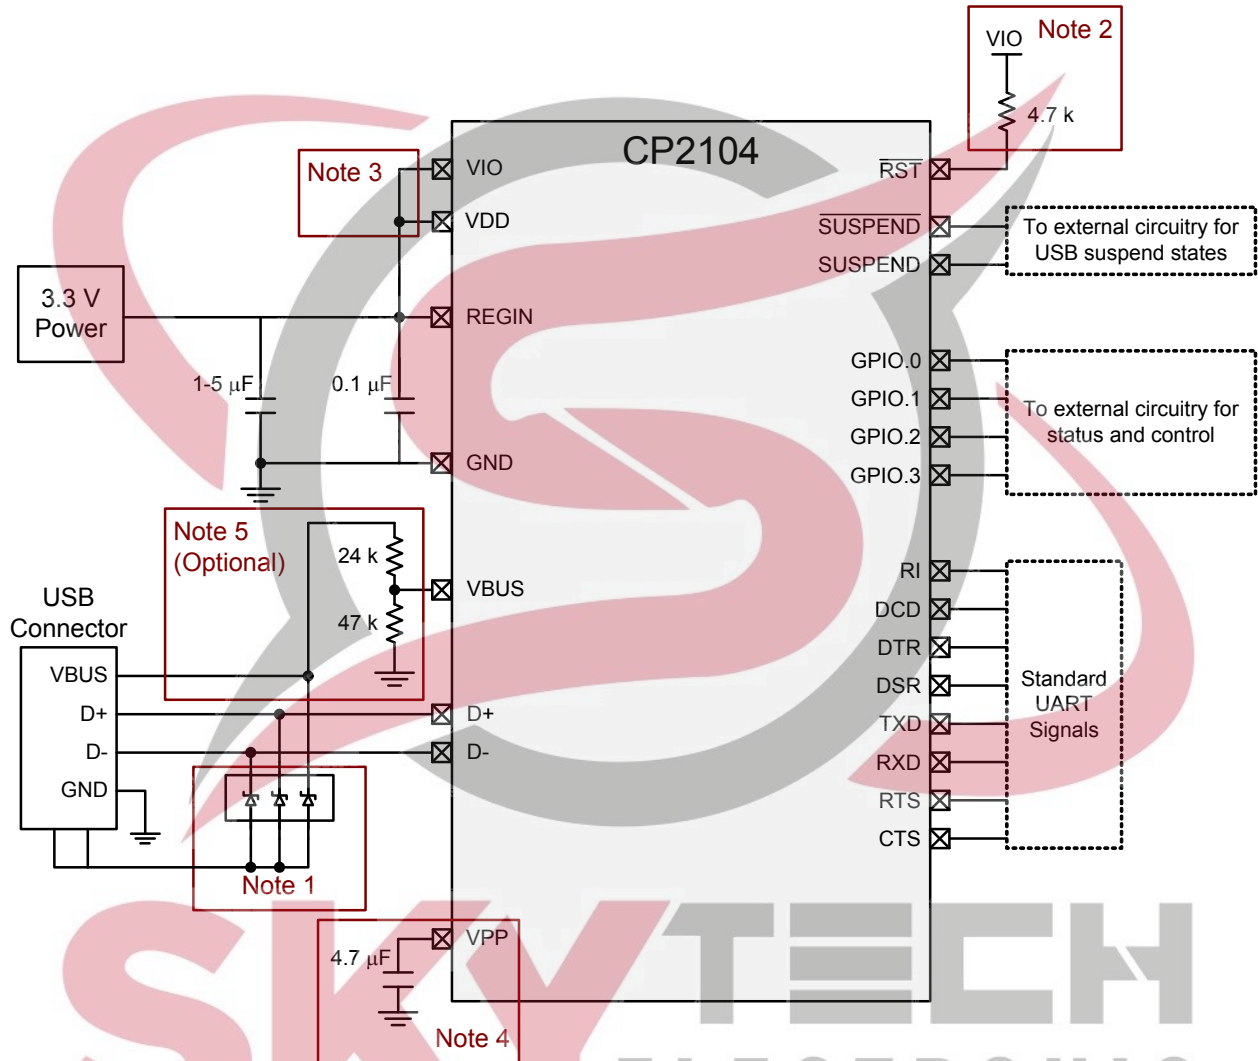 Note 2
VIO
4.7 k
CP2104
Note 3
VIO
RST
VDD
SUSPEND
To external circuitry for
USB suspend states
SUSPEND
3.3 V
Power
REGIN
GPIO.0
1-5 µF
0.1 µF
GPIO.1
To external circuitry for
status and control
GPIO.2
GND
GPIO.3
Note 5
(Optional)
24 k
VBUS
47 k
RI
DCD
DTR
DSR
TXD
RXD
RTS
CTS
Standard
UART
Signals
USB
Connector
VBUS
D+
D-
GND
D+
D-
Note 1
VPP
4.7 µF
Note 4
SKYTECH